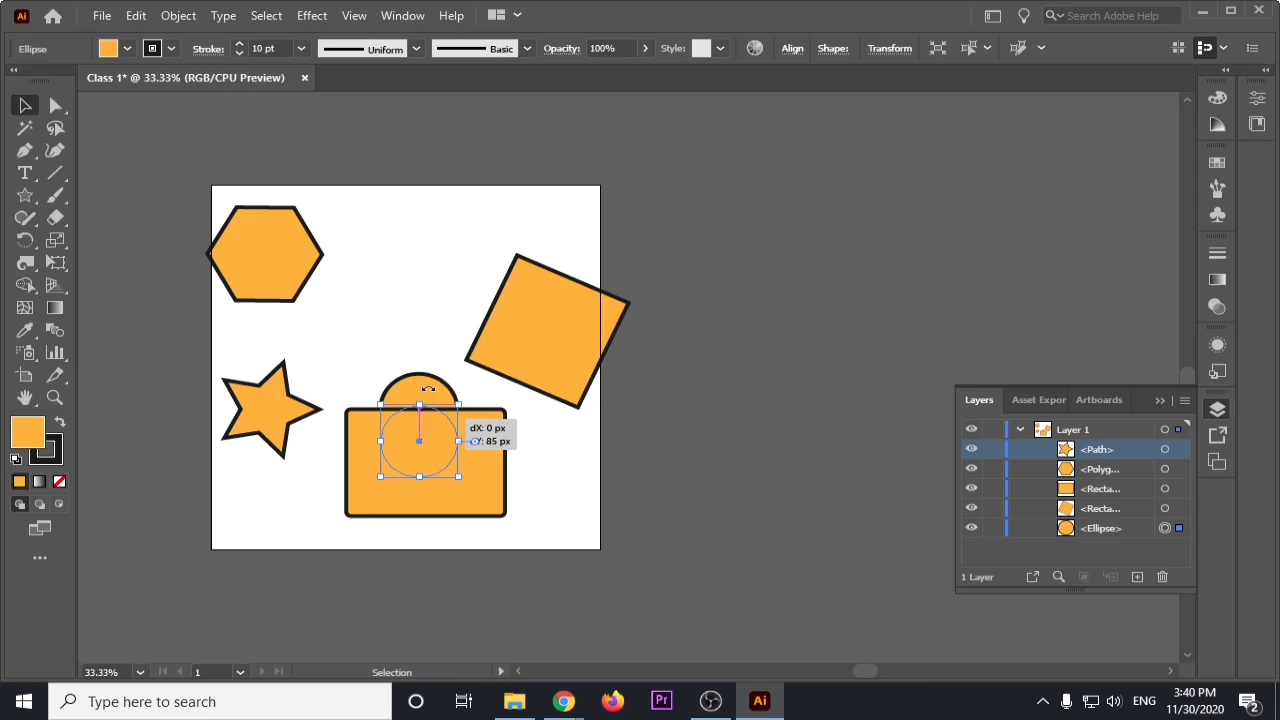 Ai File Edit Object Type Select Effect View Window Help Search Adobe Help
Ellipse Stroke: 10 pt Uniform Basic Opacity: 100% Style: Align Shape: Transform
Class 1* @ 33.33% (RGB/CPU Preview)
dX: 0 px
: 85 px
Layers Asset Expor Artboards
Layer 1
<Path>
<Polyg...
<Recta...
<Recta...
<Ellipse>
1 Layer
33.33% 1 Selection
Type here to search
Pr
Ai
ENG
3:40 PM
11/30/2020
2